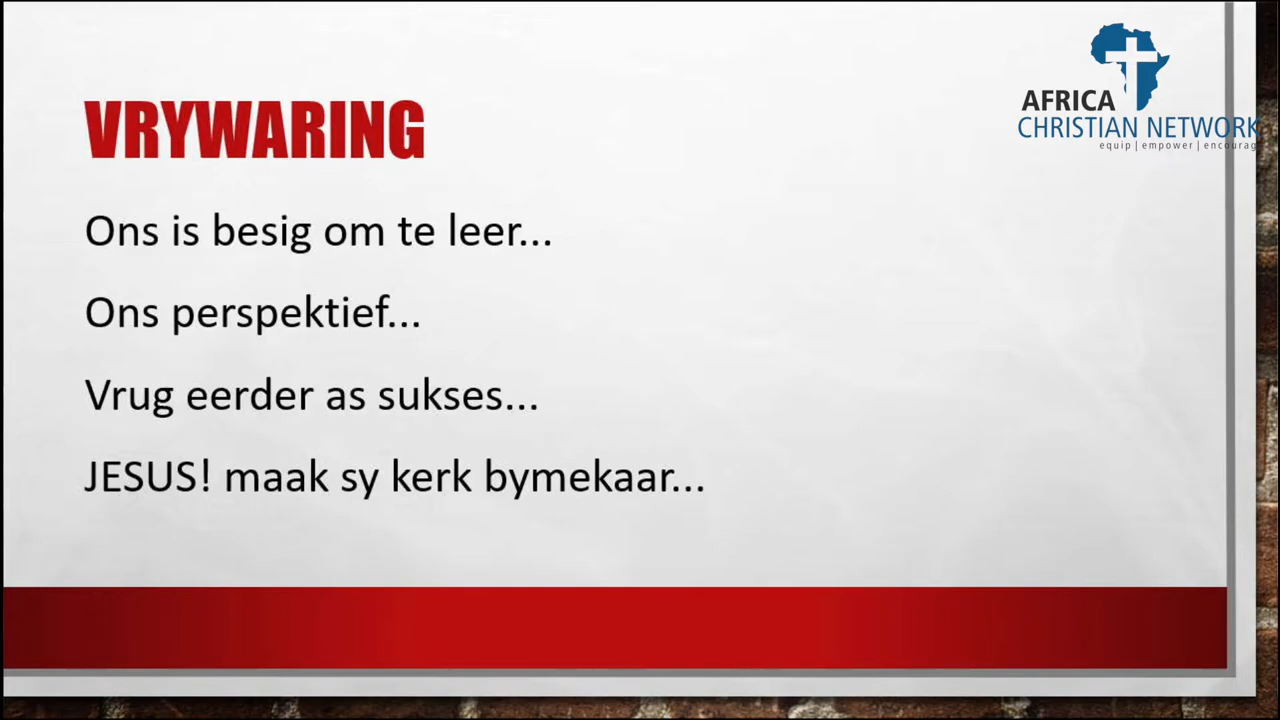 AFRICA
CHRISTIAN NETWORK
equip | empower | encourag
VRYWARING
Ons is besig om te leer...
Ons perspektief...
Vrug eerder as sukses...
JESUS! maak sy kerk bymekaar...